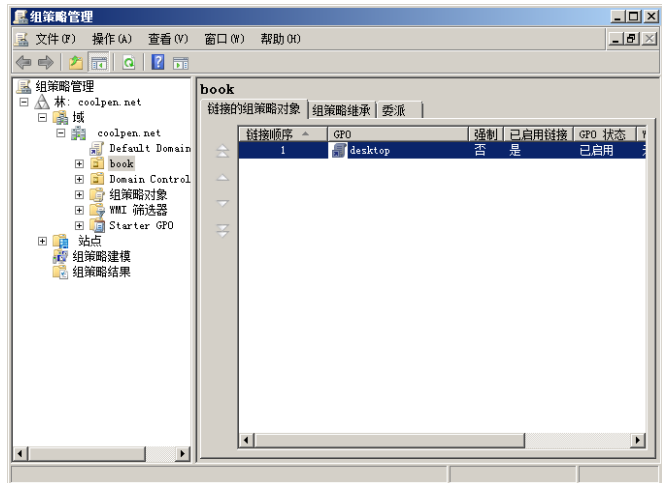 组策略管理
文件(F) 操作(A) 查看(V) 窗口(W) 帮助(H)
组策略管理
林: coolpen.net
域
coolpen.net
Default Domain
book
Domain Control
组策略对象
WMI 筛选器
Starter GPO
站点
组策略建模
组策略结果
book
链接的组策略对象 组策略继承 委派
链接顺序 GPO 强制 已启用链接 GPO 状态
1 desktop 否 是 已启用